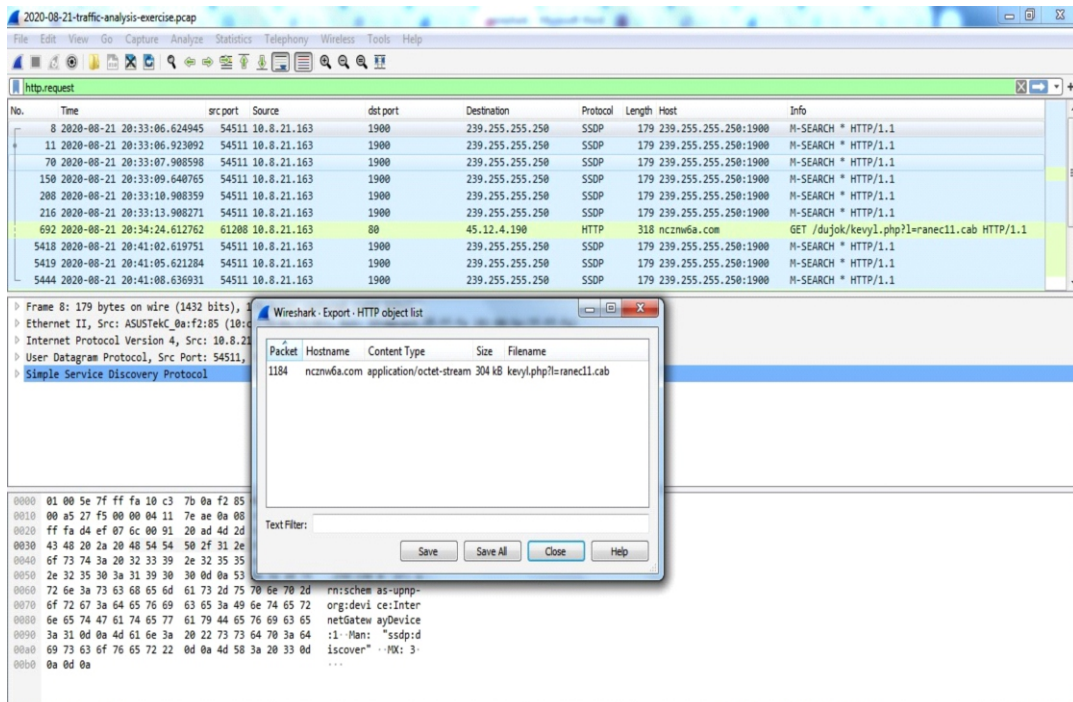 2020-08-21-traffic-analysis-exercise.pcap
File Edit View Go Capture Analyze Statistics Telephony Wireless Tools Help
http.request
No. Time src port Source dst port Destination Protocol Length Host Info
8 2020-08-21 20:33:06.624945 54511 10.8.21.163 1900 239.255.255.250 SSDP 179 239.255.255.250:1900 M-SEARCH * HTTP/1.1
11 2020-08-21 20:33:06.923092 54511 10.8.21.163 1900 239.255.255.250 SSDP 179 239.255.255.250:1900 M-SEARCH * HTTP/1.1
70 2020-08-21 20:33:07.908598 54511 10.8.21.163 1900 239.255.255.250 SSDP 179 239.255.255.250:1900 M-SEARCH * HTTP/1.1
150 2020-08-21 20:33:09.640765 54511 10.8.21.163 1900 239.255.255.250 SSDP 179 239.255.255.250:1900 M-SEARCH * HTTP/1.1
208 2020-08-21 20:33:10.908359 54511 10.8.21.163 1900 239.255.255.250 SSDP 179 239.255.255.250:1900 M-SEARCH * HTTP/1.1
216 2020-08-21 20:33:13.908271 54511 10.8.21.163 1900 239.255.255.250 SSDP 179 239.255.255.250:1900 M-SEARCH * HTTP/1.1
692 2020-08-21 20:34:24.612762 61208 10.8.21.163 80 45.12.4.190 HTTP 318 ncznw6a.com GET /dujok/kevyl.php?l=ranec11.cab HTTP/1.1
5418 2020-08-21 20:41:02.619751 54511 10.8.21.163 1900 239.255.255.250 SSDP 179 239.255.255.250:1900 M-SEARCH * HTTP/1.1
5419 2020-08-21 20:41:05.621284 54511 10.8.21.163 1900 239.255.255.250 SSDP 179 239.255.255.250:1900 M-SEARCH * HTTP/1.1
5444 2020-08-21 20:41:08.636931 54511 10.8.21.163 1900 239.255.255.250 SSDP 179 239.255.255.250:1900 M-SEARCH * HTTP/1.1
Frame 8: 179 bytes on wire (1432 bits), 1
Ethernet II, Src: ASUSTekC_0a:f2:85 (10:c
Internet Protocol Version 4, Src: 10.8.21
User Datagram Protocol, Src Port: 54511,
Simple Service Discovery Protocol
Wireshark · Export · HTTP object list
Packet Hostname Content Type Size Filename
1184 ncznw6a.com application/octet-stream 304 kB kevyl.php?l=ranec11.cab
Text Filter:
Save Save All Close Help
0000 01 00 5e 7f ff fa 10 c3 7b 0a f2 85
0010 00 a5 27 f5 00 00 04 11 7e ae 0a 08
0020 ff fa d4 ef 07 6c 00 91 20 ad 4d 2d
0030 43 48 20 2a 20 48 54 54 50 2f 31 2e
0040 6f 73 74 3a 20 32 33 39 2e 32 35 35
0050 2e 32 35 30 3a 31 39 30 30 0d 0a 53
0060 72 6e 3a 73 63 68 65 6d 61 73 2d 75 70 6e 70 2d rn:schem as-upnp-
0070 6f 72 67 3a 64 65 76 69 63 65 3a 49 6e 74 65 72 org:devi ce:Inter
0080 6e 65 74 47 61 74 65 77 61 79 44 65 76 69 63 65 netGatew ayDevice
0090 3a 31 0d 0a 4d 61 6e 3a 20 22 73 73 64 70 3a 64 :1··Man: "ssdp:d
00a0 69 73 63 6f 76 65 72 22 0d 0a 4d 58 3a 20 33 0d iscover" ··MX: 3·
00b0 0a 0d 0a ···